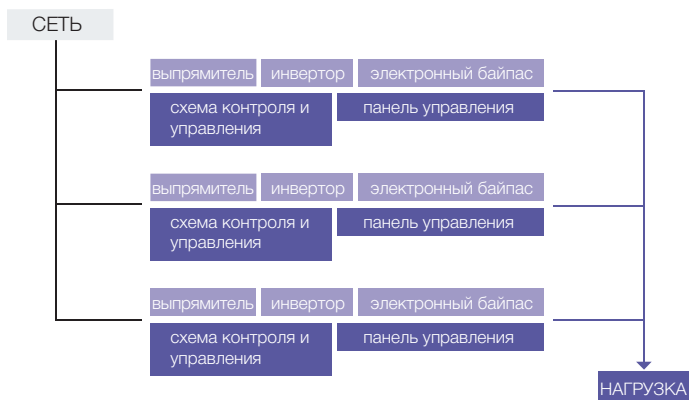 СЕТЬ
выпрямитель инвертор электронный байпас
схема контроля и
управления
панель управления
выпрямитель инвертор электронный байпас
схема контроля и
управления
панель управления
выпрямитель инвертор электронный байпас
схема контроля и
управления
панель управления
НАГРУЗКА